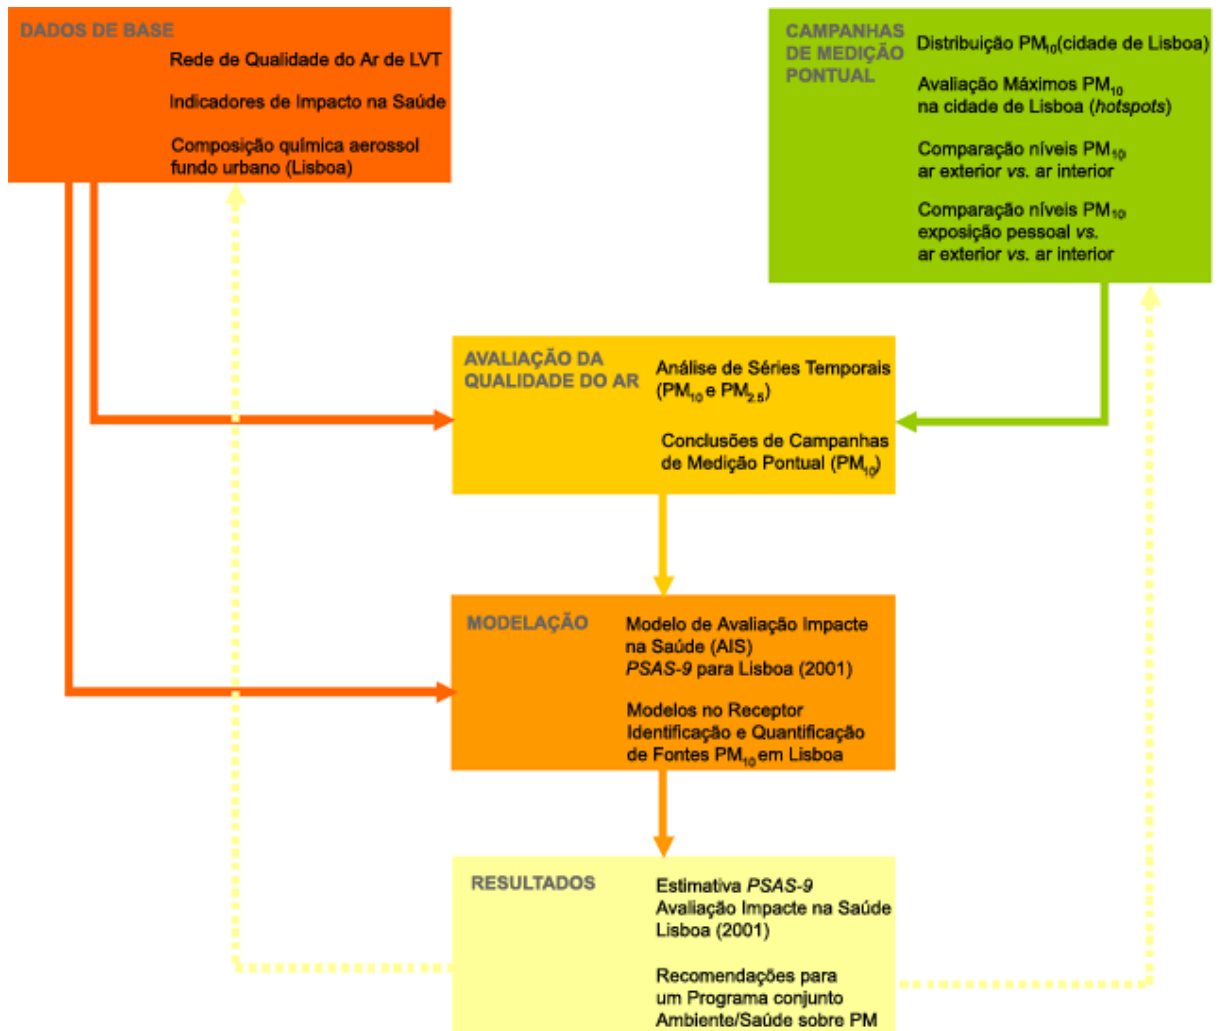 DADOS DE BASE
Rede de Qualidade do Ar de LVT
Indicadores de Impacto na Saúde
Composição química aerossol
fundo urbano (Lisboa)
CAMPANHAS
DE MEDIÇÃO
PONTUAL
Distribuição PM10(cidade de Lisboa)
Avaliação Máximos PM10
na cidade de Lisboa (hotspots)
Comparação níveis PM10
ar exterior vs. ar interior
Comparação níveis PM10
exposição pessoal vs.
ar exterior vs. ar interior
AVALIAÇÃO DA
QUALIDADE DO AR
Análise de Séries Temporais
(PM10 e PM2.5)
Conclusões de Campanhas
de Medição Pontual (PM10)
MODELAÇÃO
Modelo de Avaliação Impacte
na Saúde (AIS)
PSAS-9 para Lisboa (2001)
Modelos no Receptor
Identificação e Quantificação
de Fontes PM10 em Lisboa
RESULTADOS
Estimativa PSAS-9
Avaliação Impacte na Saúde
Lisboa (2001)
Recomendações para
um Programa conjunto
Ambiente/Saúde sobre PM